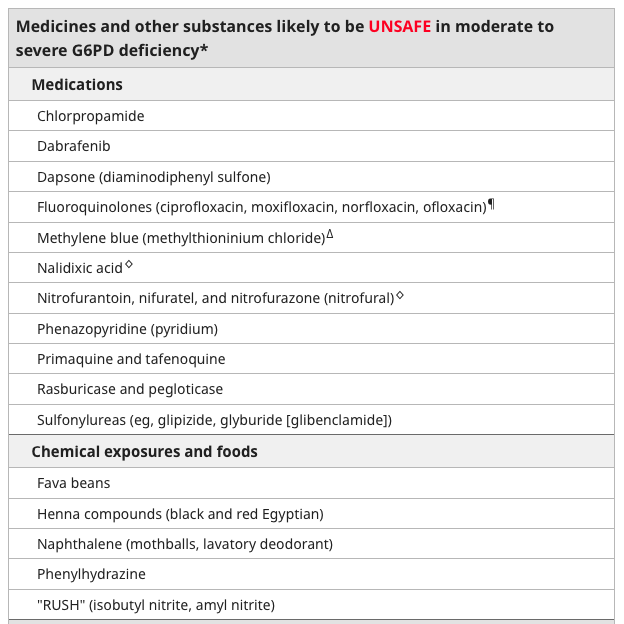 Medicines and other substances likely to be UNSAFE in moderate to
severe G6PD deficiency*
Medications
Chlorpropamide
Dabrafenib
Dapsone (diaminodiphenyl sulfone)
Fluoroquinolones (ciprofloxacin, moxifloxacin, norfloxacin, ofloxacin)¶
Methylene blue (methylthioninium chloride)Δ
Nalidixic acid◊
Nitrofurantoin, nifuratel, and nitrofurazone (nitrofural)◊
Phenazopyridine (pyridium)
Primaquine and tafenoquine
Rasburicase and pegloticase
Sulfonylureas (eg, glipizide, glyburide [glibenclamide])
Chemical exposures and foods
Fava beans
Henna compounds (black and red Egyptian)
Naphthalene (mothballs, lavatory deodorant)
Phenylhydrazine
"RUSH" (isobutyl nitrite, amyl nitrite)